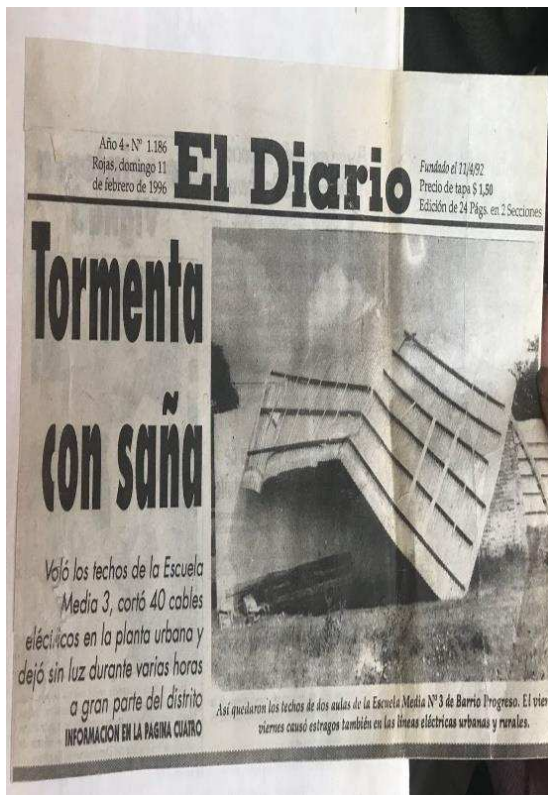 Año 4 - Nº 1.186
Rojas, domingo 11
de febrero de 1996
El Diario
Fundado el 11/4/92
Precio de tapa $ 1,50
Edición de 24 Págs. en 2 Secciones
Tormenta
con saña
Voló los techos de la Escuela
Media 3, cortó 40 cables
eléctricos en la planta urbana y
dejó sin luz durante varias horas
a gran parte del distrito
INFORMACION EN LA PAGINA CUATRO
Así quedaron los techos de dos aulas de la Escuela Media Nº 3 de Barrio Progreso. El
viernes causó estragos también en las líneas eléctricas urbanas y rurales.